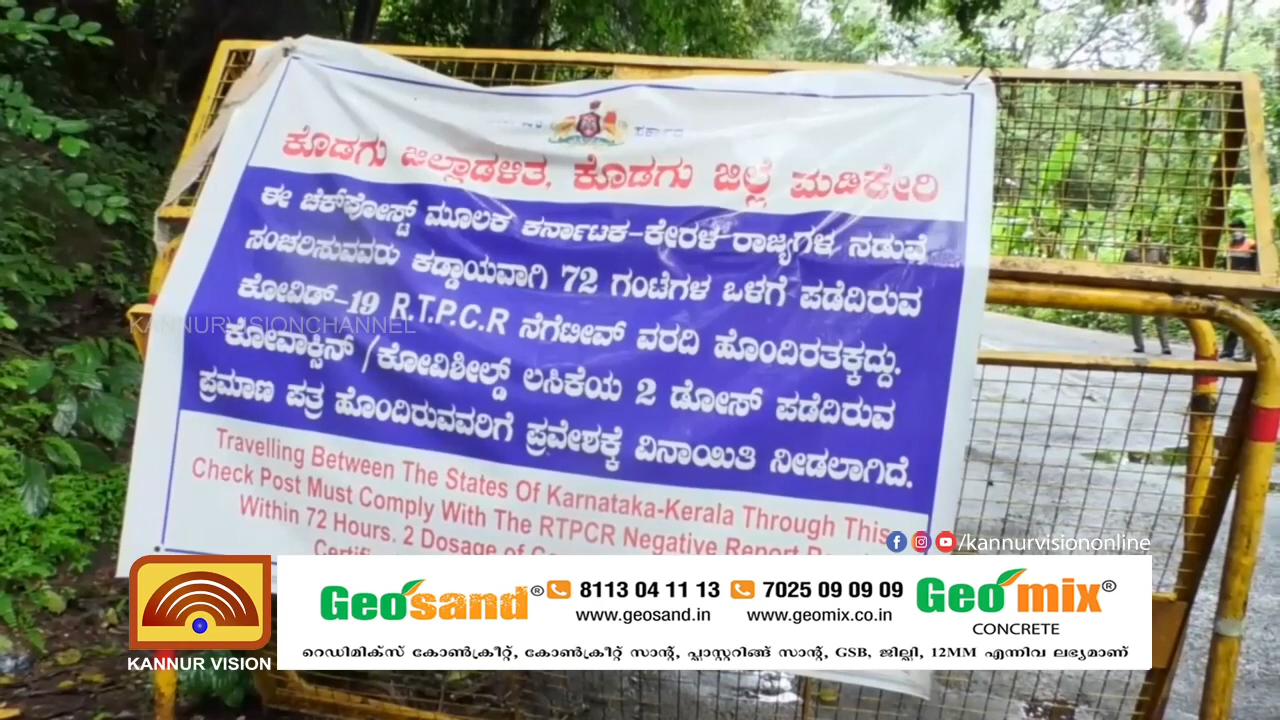 ಸರ್ಕಾರ
ಕೊಡಗು ಜಿಲ್ಲಾಡಳಿತ, ಕೊಡಗು ಜಿಲ್ಲೆ ಮಡಿಕೇರಿ
ಈ ಚೆಕ್‌ಪೋಸ್ಟ್ ಮೂಲಕ ಕರ್ನಾಟಕ-ಕೇರಳ ರಾಜ್ಯಗಳ ನಡುವೆ
ಸಂಚರಿಸುವವರು ಕಡ್ಡಾಯವಾಗಿ 72 ಗಂಟೆಗಳ ಒಳಗೆ ಪಡೆದಿರುವ
ಕೋವಿಡ್-19 R.T.P.C.R ನೆಗೆಟೀವ್ ವರದಿ ಹೊಂದಿರತಕ್ಕದ್ದು.
ಕೋವಾಕ್ಸಿನ್ /ಕೋವಿಶೀಲ್ಡ್ ಲಸಿಕೆಯ 2 ಡೋಸ್ ಪಡೆದಿರುವ
ಪ್ರಮಾಣ ಪತ್ರ ಹೊಂದಿರುವವರಿಗೆ ಪ್ರವೇಶಕ್ಕೆ ವಿನಾಯಿತಿ ನೀಡಲಾಗಿದೆ.
Travelling Between The States Of Karnataka-Kerala Through This
Check Post Must Comply With The RTPCR Negative Report
Within 72 Hours. 2 Dosage of
KANNURVISIONCHANNEL
/kannurvisiononline
KANNUR VISION
Geosand® 8113 04 11 13 7025 09 09 09 Geo mix®
www.geosand.in www.geomix.co.in CONCRETE
റെഡിമിക്സ് കോൺക്രീറ്റ്, കോൺക്രീറ്റ് സാന്റ്, പ്ലാസ്റ്ററിങ്ങ് സാന്റ്, GSB, ജില്ലി, 12MM എന്നിവ ലഭ്യമാണ്